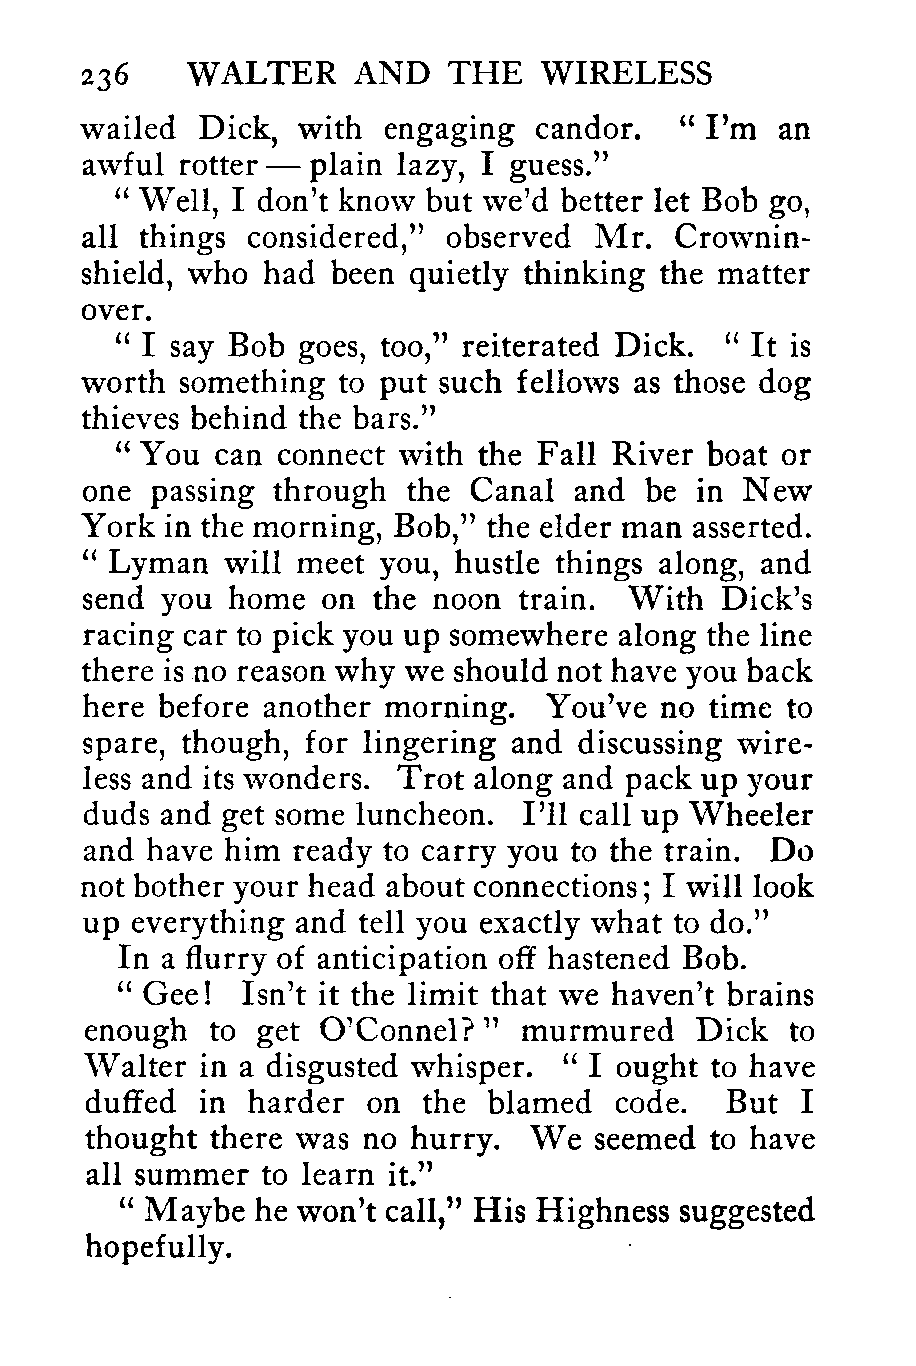 236 WALTER AND THE WIRELESS
wailed Dick, with engaging candor. “ I’m an
awful rotter — plain lazy, I guess.”
“ Well, I don’t know but we’d better let Bob go,
all things considered,” observed Mr. Crownin-
shield, who had been quietly thinking the matter
over.
“ I say Bob goes, too,” reiterated Dick. “ It is
worth something to put such fellows as those dog
thieves behind the bars.”
“ You can connect with the Fall River boat or
one passing through the Canal and be in New
York in the morning, Bob,” the elder man asserted.
“ Lyman will meet you, hustle things along, and
send you home on the noon train. With Dick’s
racing car to pick you up somewhere along the line
there is no reason why we should not have you back
here before another morning. You’ve no time to
spare, though, for lingering and discussing wire-
less and its wonders. Trot along and pack up your
duds and get some luncheon. I’ll call up Wheeler
and have him ready to carry you to the train. Do
not bother your head about connections; I will look
up everything and tell you exactly what to do.”
In a flurry of anticipation off hastened Bob.
“ Gee! Isn’t it the limit that we haven’t brains
enough to get O’Connel? ” murmured Dick to
Walter in a disgusted whisper. “ I ought to have
duffed in harder on the blamed code. But I
thought there was no hurry. We seemed to have
all summer to learn it.”
“ Maybe he won’t call,” His Highness suggested
hopefully.